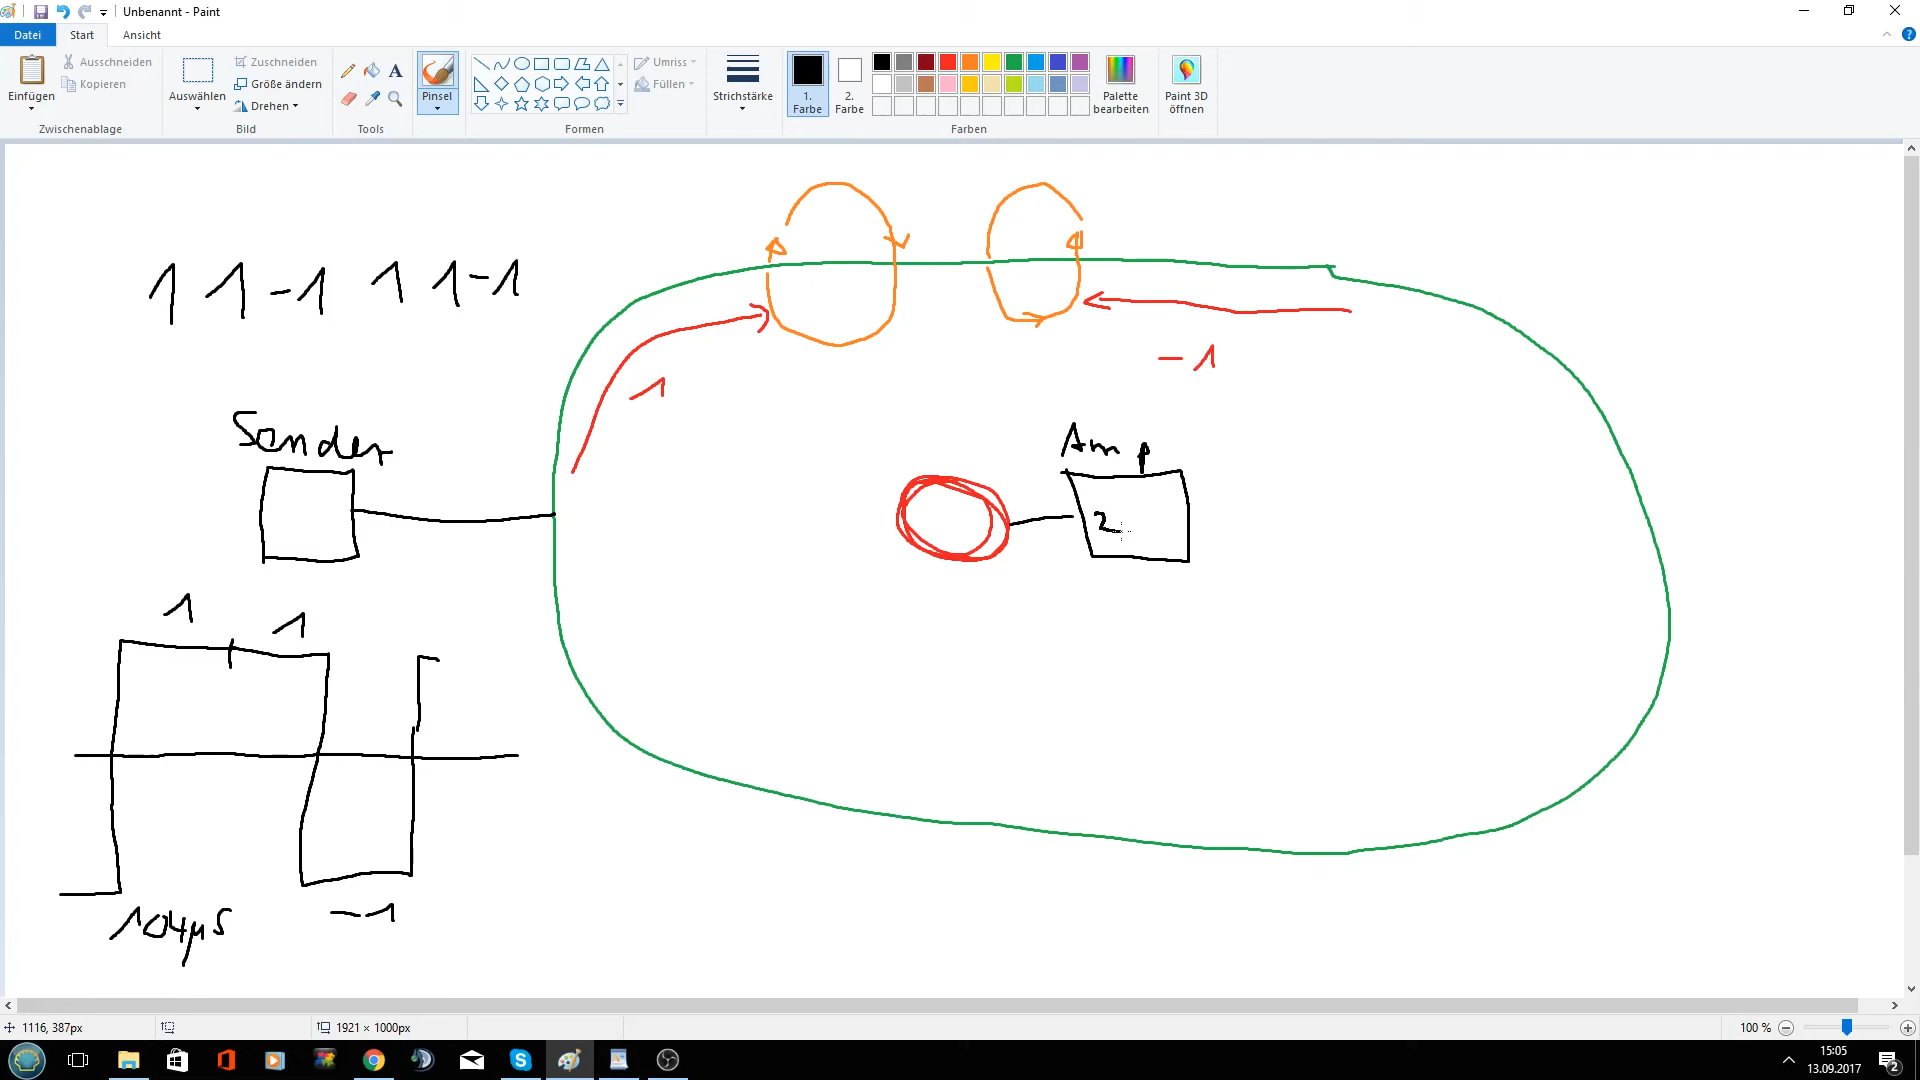 Unbenannt - Paint
Datei Start Ansicht
Einfügen
Ausschneiden
Kopieren
Zwischenablage
Auswählen
Zuschneiden
Größe ändern
Drehen
Bild
Tools
Pinsel
Umriss
Füllen
Formen
Strichstärke
1. Farbe
2. Farbe
Palette bearbeiten
Paint 3D öffnen
Farben
1 1 -1 1 1 -1
1
-1
Sender
Amp
2
1 1
104µs
-1
1116, 387px
1921 × 1000px
100 %
15:05
13.09.2017
2